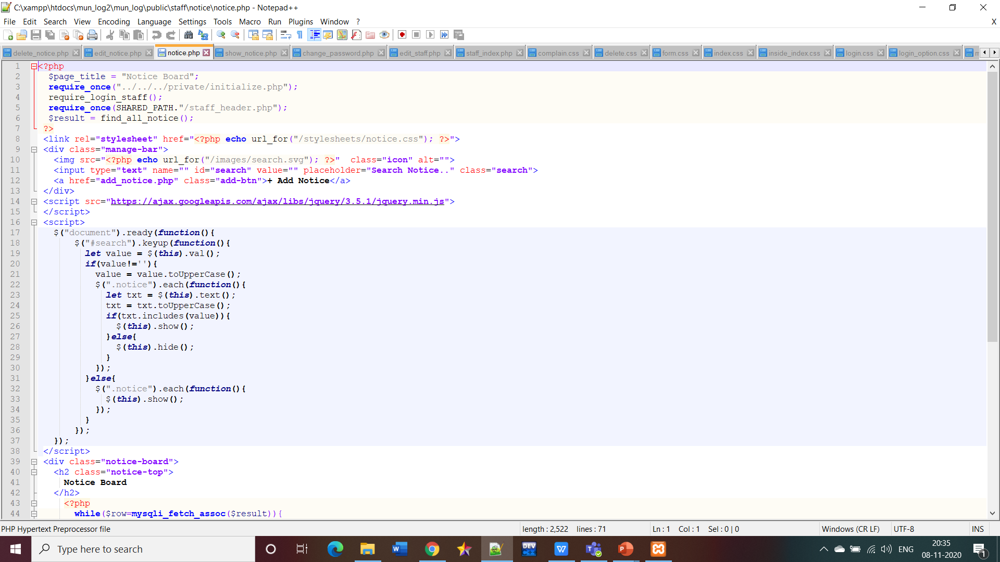 C:\xampp\htdocs\mun_log2\mun_log\public\staff\notice\notice.php - Notepad++
File Edit Search View Encoding Language Settings Tools Macro Run Plugins Window ? X
delete_notice.php edit_notice.php notice.php show_notice.php change_password.php edit_staff.php staff_index.php complain.css delete.css form.css index.css inside_index.css login.css login_option.css
1 <?php
2 $page_title = "Notice Board";
3 require_once("../../../private/initialize.php");
4 require_login_staff();
5 require_once(SHARED_PATH."/staff_header.php");
6 $result = find_all_notice();
7 ?>
8 <link rel="stylesheet" href="<?php echo url_for("/stylesheets/notice.css"); ?>">
9 <div class="manage-bar">
10 <img src="<?php echo url_for("/images/search.svg"); ?>"  class="icon" alt="">
11 <input type="text" name="" id="search" value="" placeholder="Search Notice.." class="search">
12 <a href="add_notice.php" class="add-btn">+ Add Notice</a>
13 </div>
14 <script src="https://ajax.googleapis.com/ajax/libs/jquery/3.5.1/jquery.min.js">
15 </script>
16 <script>
17 $("document").ready(function(){
18 $("#search").keyup(function(){
19 let value = $(this).val();
20 if(value!=''){
21 value = value.toUpperCase();
22 $(".notice").each(function(){
23 let txt = $(this).text();
24 txt = txt.toUpperCase();
25 if(txt.includes(value)){
26 $(this).show();
27 }else{
28 $(this).hide();
29 }
30 });
31 }else{
32 $(".notice").each(function(){
33 $(this).show();
34 });
35 }
36 });
37 });
38 </script>
39 <div class="notice-board">
40 <h2 class="notice-top">
41 Notice Board
42 </h2>
43 <?php
44 while($row=mysqli_fetch_assoc($result)){
PHP Hypertext Preprocessor file length : 2,522 lines : 71 Ln : 1 Col : 1 Sel : 0 | 0 Windows (CR LF) UTF-8 INS
Type here to search ENG 20:35
08-11-2020 1